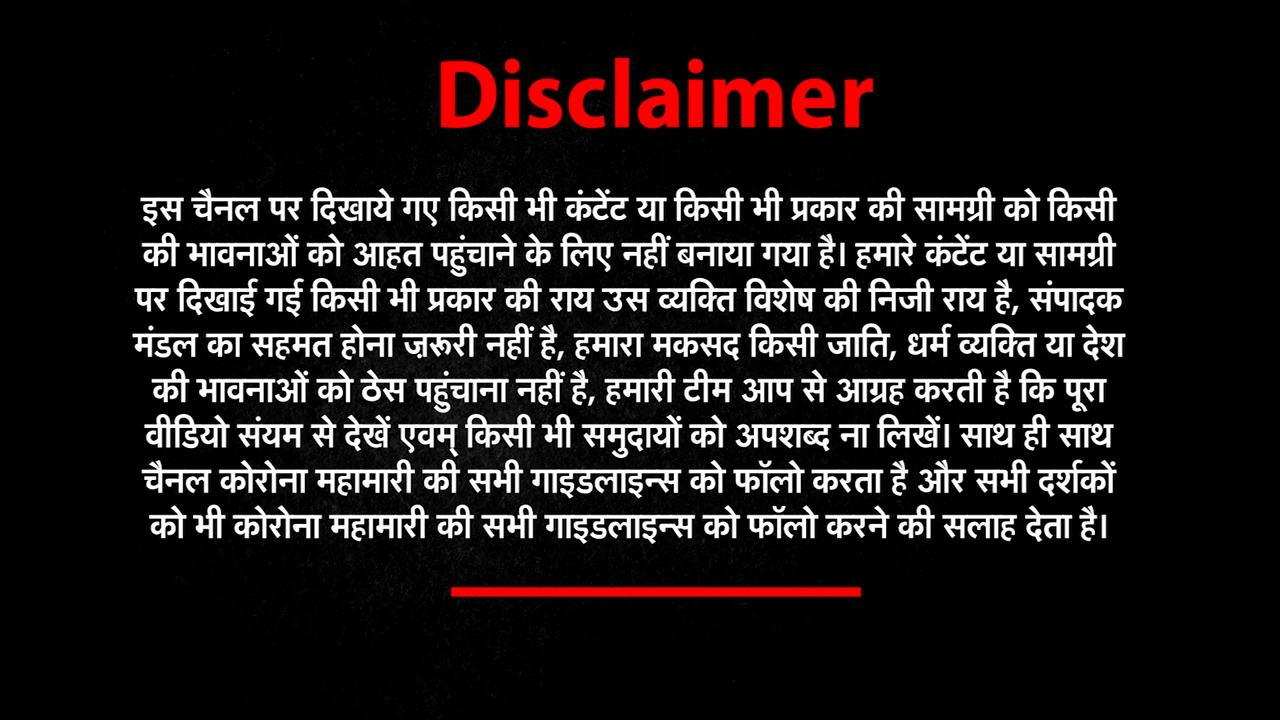 Disclaimer
इस चैनल पर दिखाये गए किसी भी कंटेंट या किसी भी प्रकार की सामग्री को किसी
की भावनाओं को आहत पहुंचाने के लिए नहीं बनाया गया है। हमारे कंटेंट या सामग्री
पर दिखाई गई किसी भी प्रकार की राय उस व्यक्ति विशेष की निजी राय है, संपादक
मंडल का सहमत होना ज़रूरी नहीं है, हमारा मकसद किसी जाति, धर्म व्यक्ति या देश
की भावनाओं को ठेस पहुंचाना नहीं है, हमारी टीम आप से आग्रह करती है कि पूरा
वीडियो संयम से देखें एवम् किसी भी समुदायों को अपशब्द ना लिखें। साथ ही साथ
चैनल कोरोना महामारी की सभी गाइडलाइन्स को फॉलो करता है और सभी दर्शकों
को भी कोरोना महामारी की सभी गाइडलाइन्स को फॉलो करने की सलाह देता है।